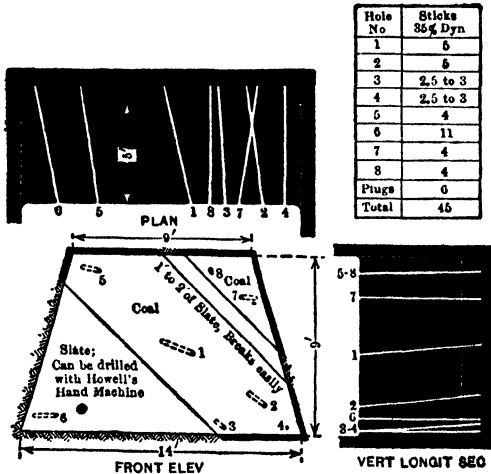 Hole No Sticks 35% Dyn
1 5
2 5
3 2.5 to 3
4 2.5 to 3
5 4
6 11
7 4
8 4
Plugs 6
Total 45
8'
6 5 1 8 3 7 2 4
PLAN
9'
5
8
Coal
7
1' to 2' of Slate, Breaks easily
Coal
1
Slate;
Can be drilled
with Howell's
Hand Machine
2
6
3
4
14'
FRONT ELEV
9'
5-8
7
1
2
6
3-4
VERT LONGIT SEC